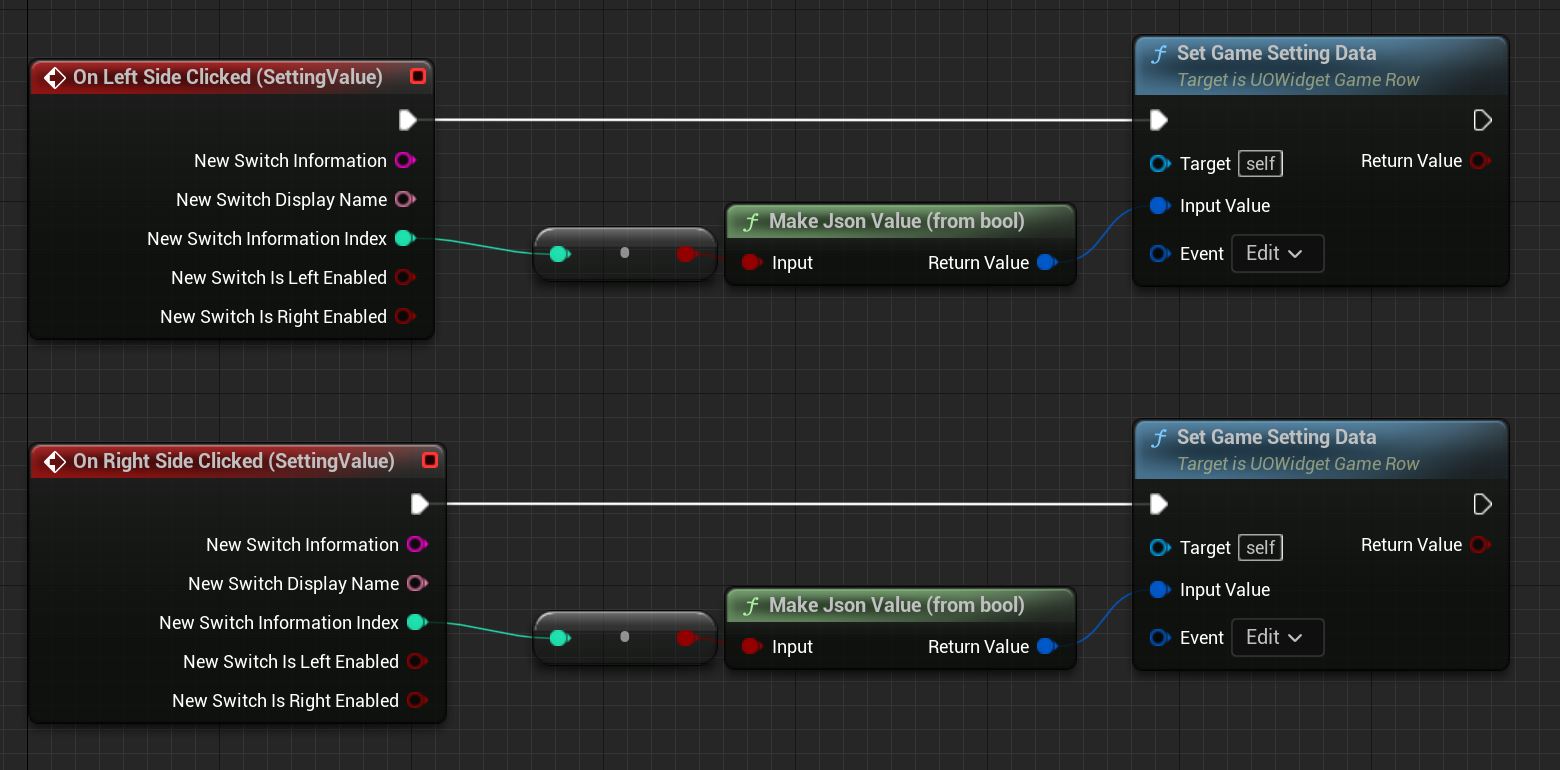 On Left Side Clicked (SettingValue)
New Switch Information
New Switch Display Name
New Switch Information Index
New Switch Is Left Enabled
New Switch Is Right Enabled
Make Json Value (from bool)
Input
Return Value
Set Game Setting Data
Target is UOWidget Game Row
Target self
Return Value
Input Value
Event Edit
On Right Side Clicked (SettingValue)
New Switch Information
New Switch Display Name
New Switch Information Index
New Switch Is Left Enabled
New Switch Is Right Enabled
Make Json Value (from bool)
Input
Return Value
Set Game Setting Data
Target is UOWidget Game Row
Target self
Return Value
Input Value
Event Edit